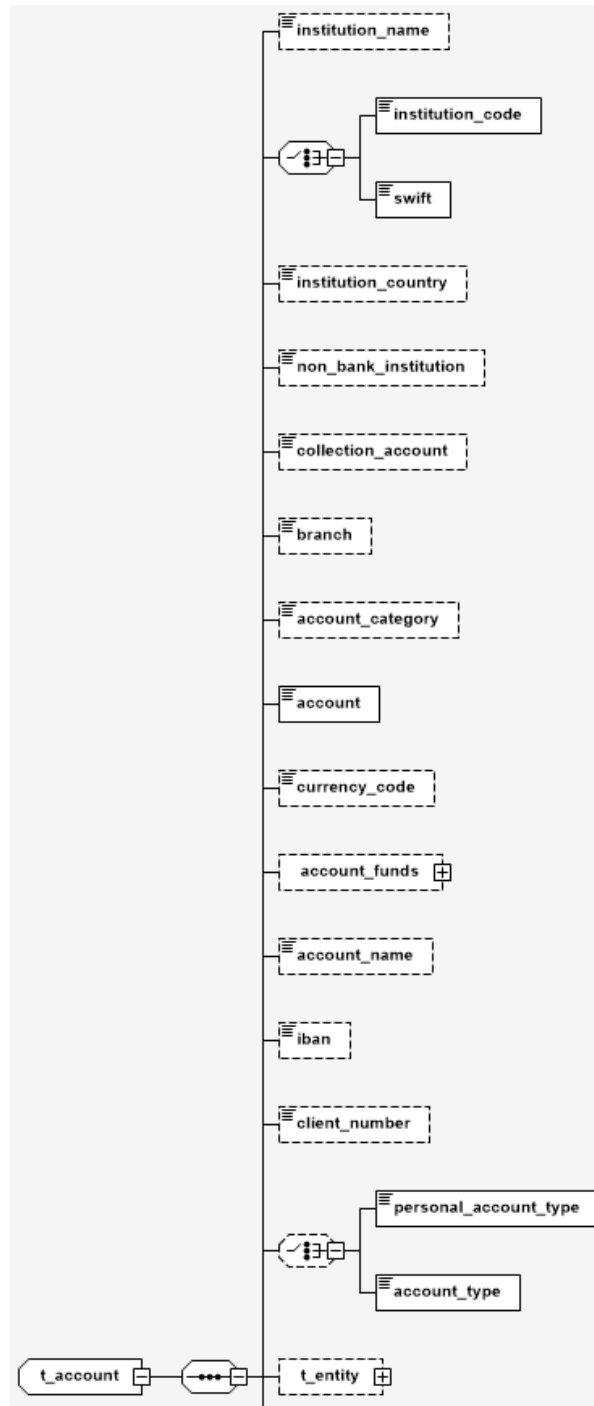 institution_name
institution_code
swift
institution_country
non_bank_institution
collection_account
branch
account_category
account
currency_code
account_funds
account_name
iban
client_number
personal_account_type
account_type
t_account
t_entity